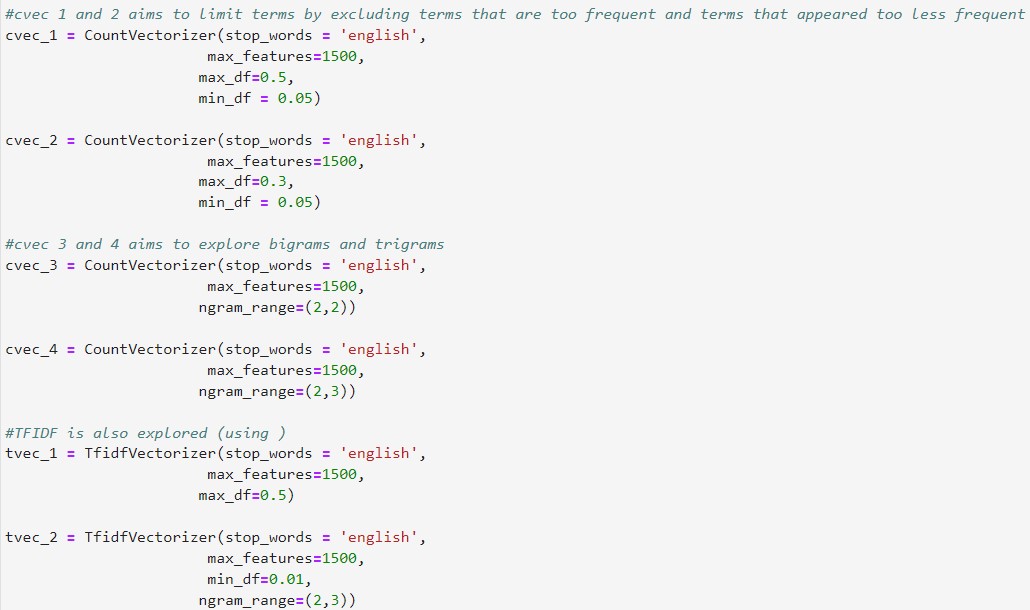 #cvec 1 and 2 aims to limit terms by excluding terms that are too frequent and terms that appeared too less frequent
cvec_1 = CountVectorizer(stop_words = 'english',
                       max_features=1500,
                      max_df=0.5,
                      min_df = 0.05)

cvec_2 = CountVectorizer(stop_words = 'english',
                       max_features=1500,
                      max_df=0.3,
                      min_df = 0.05)

#cvec 3 and 4 aims to explore bigrams and trigrams
cvec_3 = CountVectorizer(stop_words = 'english',
                       max_features=1500,
                      ngram_range=(2,2))

cvec_4 = CountVectorizer(stop_words = 'english',
                       max_features=1500,
                      ngram_range=(2,3))

#TFIDF is also explored (using )
tvec_1 = TfidfVectorizer(stop_words = 'english',
                       max_features=1500,
                      max_df=0.5)

tvec_2 = TfidfVectorizer(stop_words = 'english',
                       max_features=1500,
                       min_df=0.01,
                      ngram_range=(2,3))